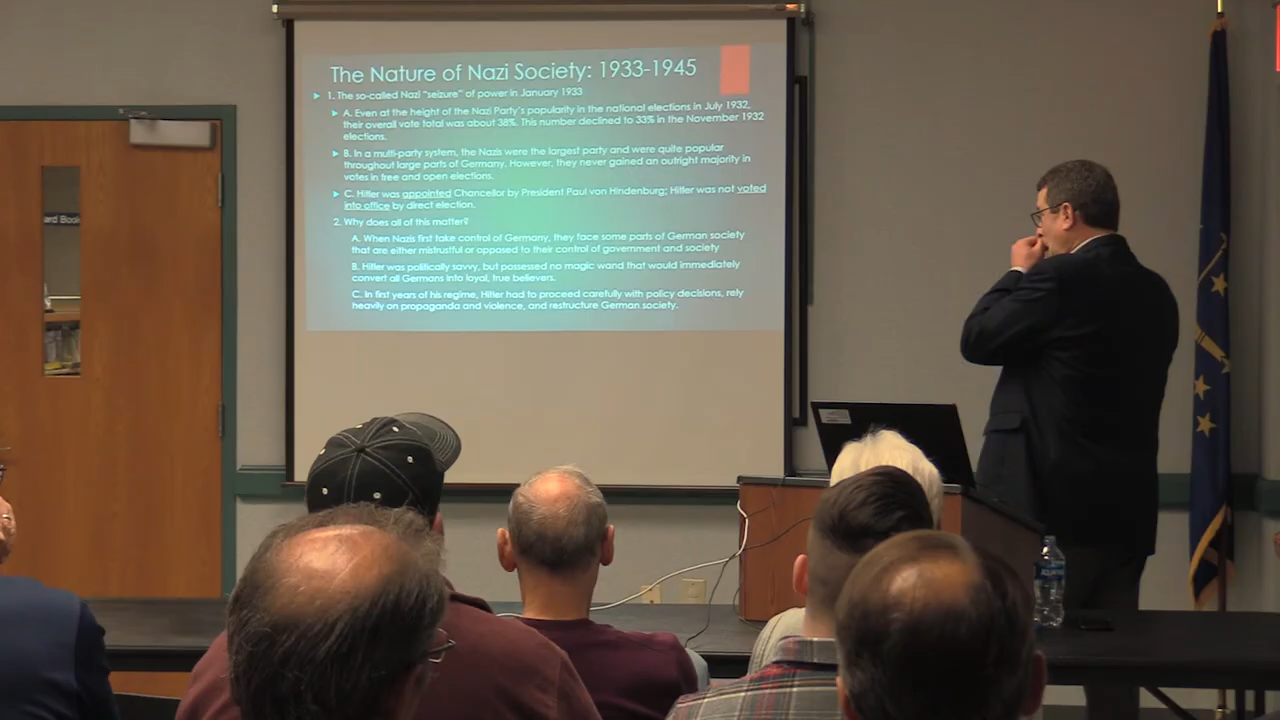 The Nature of Nazi Society: 1933-1945
1. The so-called Nazi "seizure" of power in January 1933
A. Even at the height of the Nazi Party's popularity in the national elections in July 1932,
their overall vote total was about 38%. This number declined to 33% in the November 1932
elections.
B. In a multi-party system, the Nazis were the largest party and were quite popular
throughout large parts of Germany. However, they never gained an outright majority in
votes in free and open elections.
C. Hitler was appointed Chancellor by President Paul von Hindenburg; Hitler was not voted
into office by direct election.
2. Why does all of this matter?
A. When Nazis first take control of Germany, they face some parts of German society
that are either mistrustful or opposed to their control of government and society
B. Hitler was politically savvy, but possessed no magic wand that would immediately
convert all Germans into loyal, true believers.
C. In first years of his regime, Hitler had to proceed carefully with policy decisions, rely
heavily on propaganda and violence, and restructure German society.